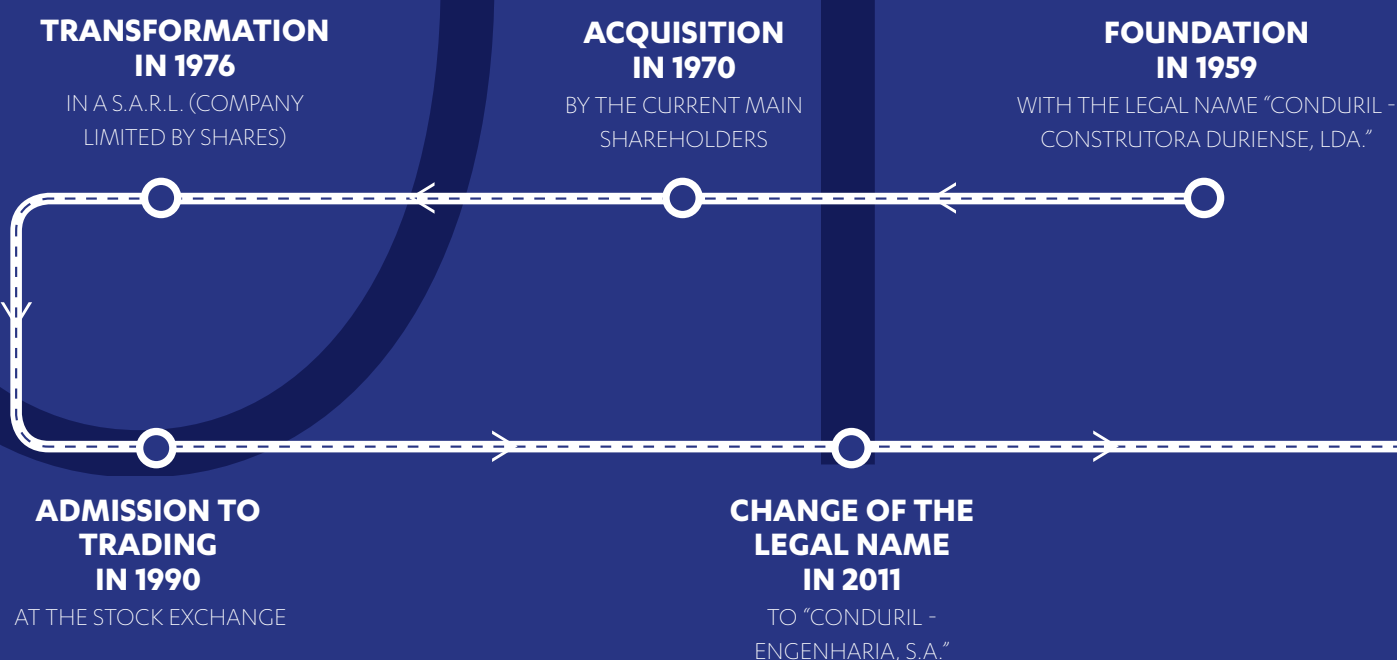 TRANSFORMATION
IN 1976
IN A S.A.R.L. (COMPANY
LIMITED BY SHARES)
ACQUISITION
IN 1970
BY THE CURRENT MAIN
SHAREHOLDERS
FOUNDATION
IN 1959
WITH THE LEGAL NAME “CONDURIL -
CONSTRUTORA DURIENSE, LDA.”
ADMISSION TO
TRADING
IN 1990
AT THE STOCK EXCHANGE
CHANGE OF THE
LEGAL NAME
IN 2011
TO “CONDURIL -
ENGENHARIA, S.A.”